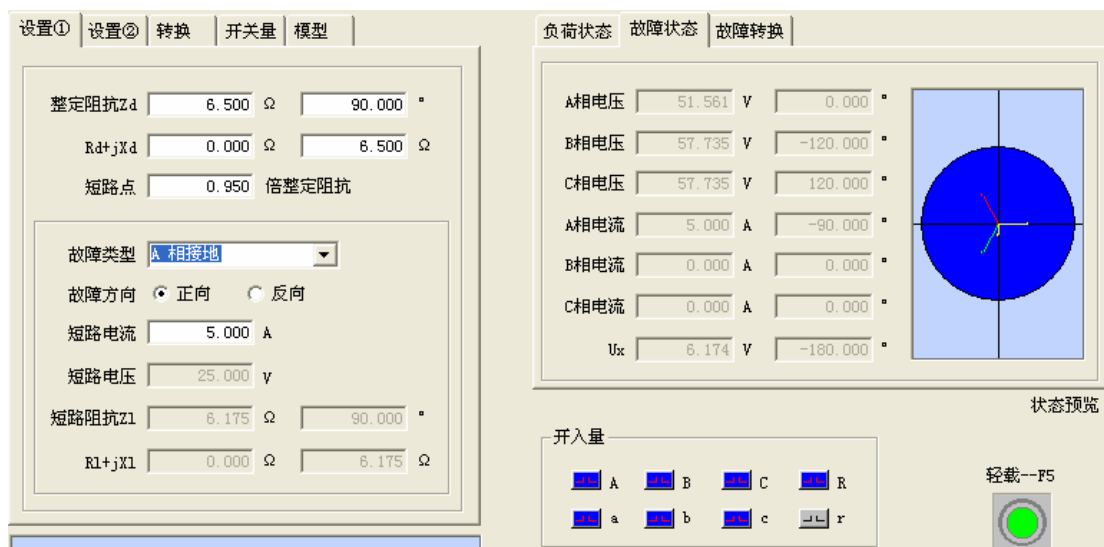 设置① 设置② 转换 开关量 模型
整定阻抗Zd 6.500 Ω 90.000 °
Rd+jXd 0.000 Ω 6.500 Ω
短路点 0.950 倍整定阻抗
故障类型 A 相接地
故障方向 正向 反向
短路电流 5.000 A
短路电压 25.000 V
短路阻抗Zl 6.175 Ω 90.000 °
Rl+jXl 0.000 Ω 6.175 Ω
负荷状态 故障状态 故障转换
A相电压 51.561 V 0.000 °
B相电压 57.735 V -120.000 °
C相电压 57.735 V 120.000 °
A相电流 5.000 A -90.000 °
B相电流 0.000 A 0.000 °
C相电流 0.000 A 0.000 °
Ux 6.174 V -180.000 °
状态预览
开入量
A B C R
a b c r
轻载--F5